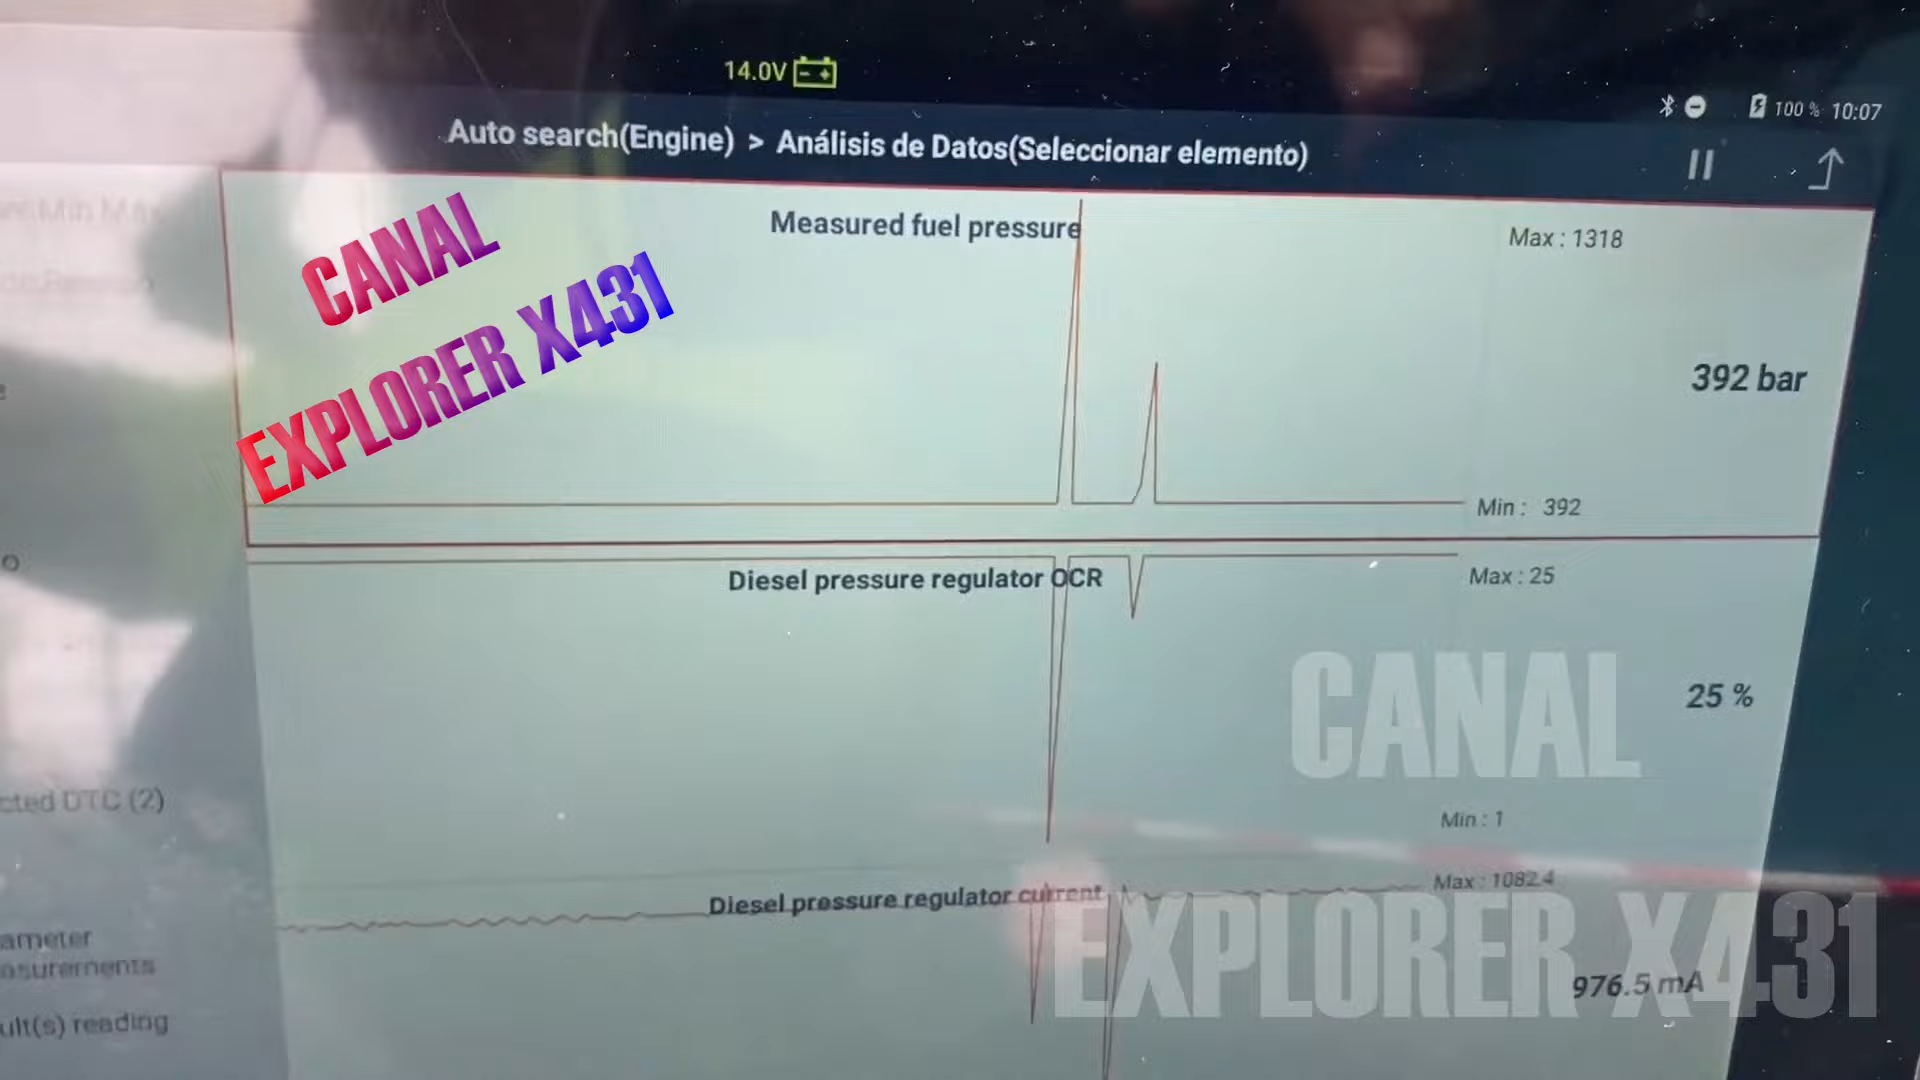 14.0V
100 % 10:07
Auto search(Engine) > Análisis de Datos(Seleccionar elemento)
CANAL
EXPLORER X431
Measured fuel pressure
Max : 1318
392 bar
Min : 392
Diesel pressure regulator OCR
Max : 25
25 %
CANAL
Min : 1
cted DTC (2)
Diesel pressure regulator current
Max : 1082.4
EXPLORER X431
ameter
asurements
976.5 mA
ult(s) reading